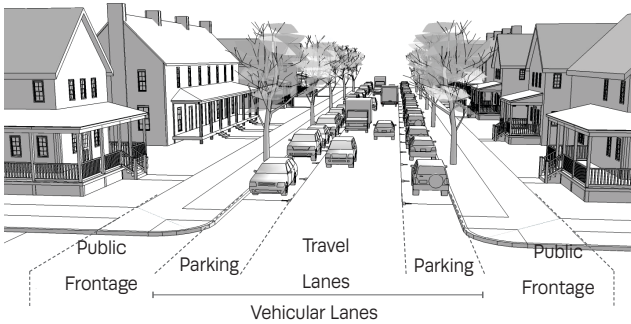 Public Frontage
Parking
Travel Lanes
Parking
Public Frontage
Vehicular Lanes